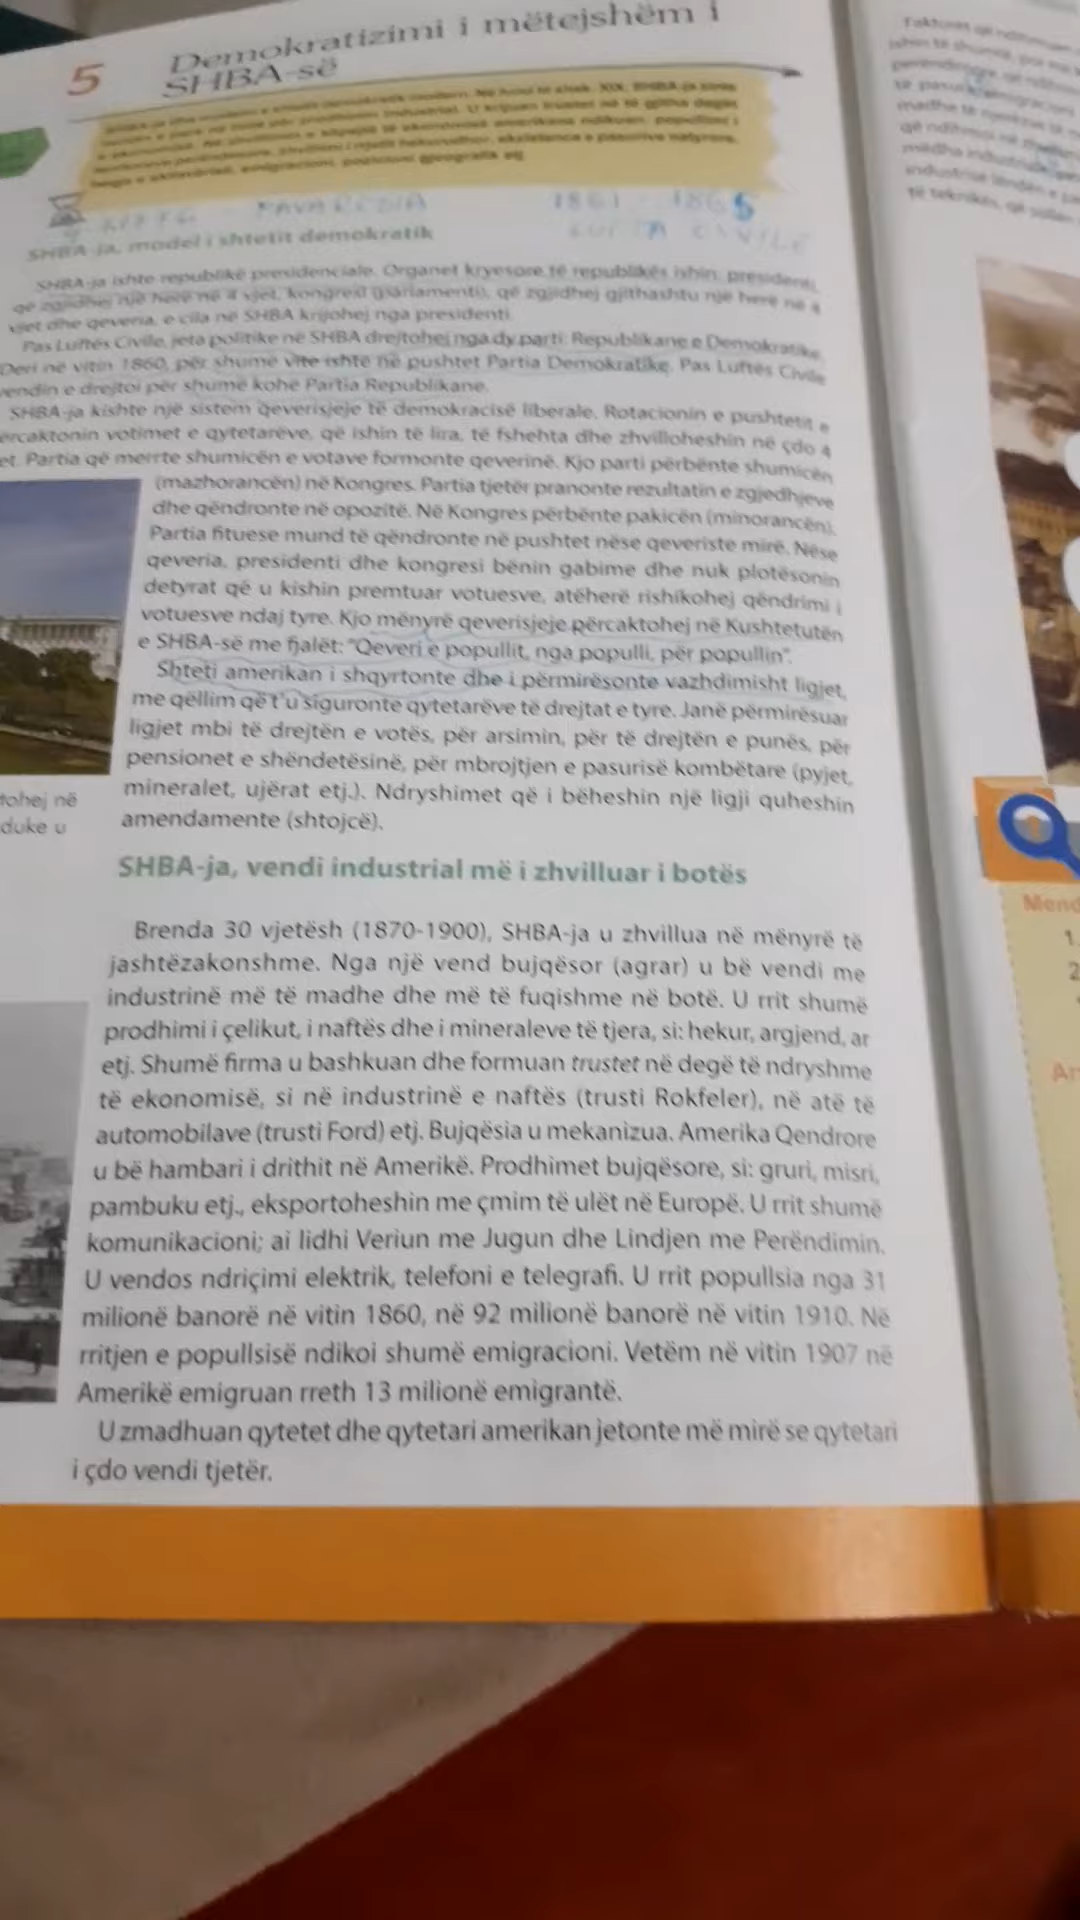 5
Demokratizimi i mëtejshëm i
SHBA-së
1861 - 1865
SHBA-ja, model i shtetit demokratik
SHBA-ja ishte republikë presidenciale. Organet kryesore të republikës ishin: presidenti,
që zgjidhej një herë në 4 vjet, kongresi (parlamenti), që zgjidhej gjithashtu një herë në 4
vjet dhe qeveria, e cila në SHBA krijohej nga presidenti.
Pas Luftës Civile, jeta politike në SHBA drejtohej nga dy parti: Republikane e Demokratike.
Deri në vitin 1860, për shumë vite ishte në pushtet Partia Demokratike. Pas Luftës Civile
vendin e drejtoi për shumë kohë Partia Republikane.
SHBA-ja kishte një sistem qeverisjeje të demokracisë liberale. Rotacionin e pushtetit e
ërcaktonin votimet e qytetarëve, që ishin të lira, të fshehta dhe zhvilloheshin në çdo 4
et. Partia që merrte shumicën e votave formonte qeverinë. Kjo parti përbënte shumicën
(mazhorancën) në Kongres. Partia tjetër pranonte rezultatin e zgjedhjeve
dhe qëndronte në opozitë. Në Kongres përbënte pakicën (minorancën).
Partia fituese mund të qëndronte në pushtet nëse qeveriste mirë. Nëse
qeveria, presidenti dhe kongresi bënin gabime dhe nuk plotësonin
detyrat që u kishin premtuar votuesve, atëherë rishikohej qëndrimi i
votuesve ndaj tyre. Kjo mënyrë qeverisjeje përcaktohej në Kushtetutën
e SHBA-së me fjalët: "Qeveri e popullit, nga populli, për popullin".
Shteti amerikan i shqyrtonte dhe i përmirësonte vazhdimisht ligjet,
me qëllim që t'u siguronte qytetarëve të drejtat e tyre. Janë përmirësuar
ligjet mbi të drejtën e votës, për arsimin, për të drejtën e punës, për
pensionet e shëndetësinë, për mbrojtjen e pasurisë kombëtare (pyjet,
mineralet, ujërat etj.). Ndryshimet që i bëheshin një ligji quheshin
amendamente (shtojcë).
tohej në
duke u
SHBA-ja, vendi industrial më i zhvilluar i botës
Brenda 30 vjetësh (1870-1900), SHBA-ja u zhvillua në mënyrë të
jashtëzakonshme. Nga një vend bujqësor (agrar) u bë vendi me
industrinë më të madhe dhe më të fuqishme në botë. U rrit shumë
prodhimi i çelikut, i naftës dhe i mineraleve të tjera, si: hekur, argjend, ar
etj. Shumë firma u bashkuan dhe formuan trustet në degë të ndryshme
të ekonomisë, si në industrinë e naftës (trusti Rokfeler), në atë të
automobilave (trusti Ford) etj. Bujqësia u mekanizua. Amerika Qendrore
u bë hambari i drithit në Amerikë. Prodhimet bujqësore, si: gruri, misri,
pambuku etj., eksportoheshin me çmim të ulët në Europë. U rrit shumë
komunikacioni; ai lidhi Veriun me Jugun dhe Lindjen me Perëndimin.
U vendos ndriçimi elektrik, telefoni e telegrafi. U rrit popullsia nga 31
milionë banorë në vitin 1860, në 92 milionë banorë në vitin 1910. Në
rritjen e popullsisë ndikoi shumë emigracioni. Vetëm në vitin 1907 në
Amerikë emigruan rreth 13 milionë emigrantë.
U zmadhuan qytetet dhe qytetari amerikan jetonte më mirë se qytetari
i çdo vendi tjetër.
Mend
1.
2
Ar